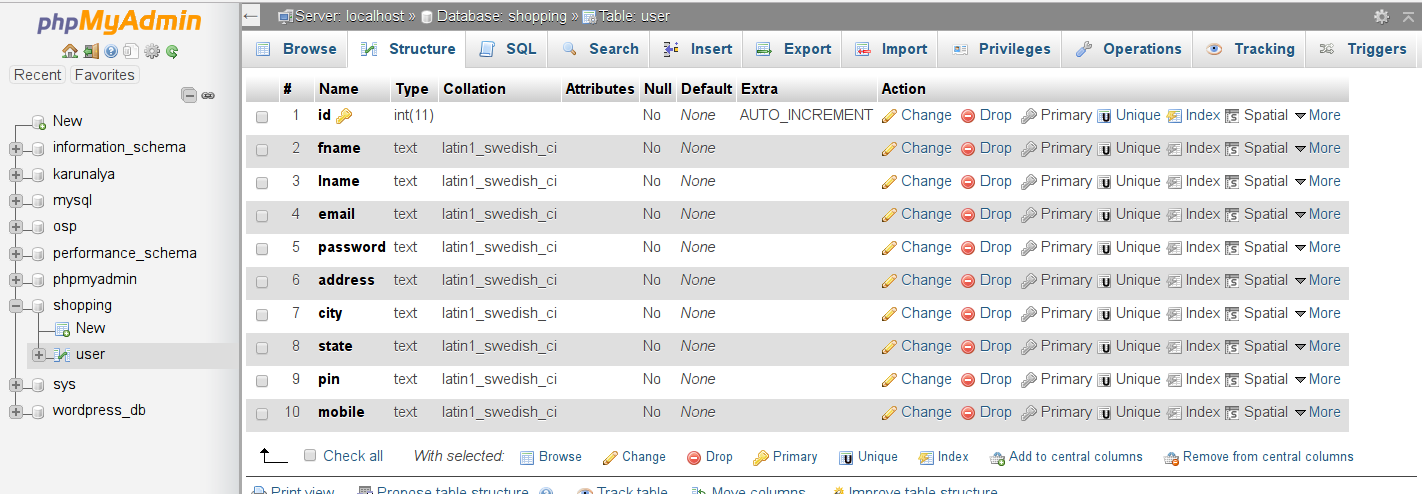 phpMyAdmin
Recent Favorites
New
information_schema
karunalya
mysql
osp
performance_schema
phpmyadmin
shopping
New
user
sys
wordpress_db
Server: localhost » Database: shopping » Table: user
Browse Structure SQL Search Insert Export Import Privileges Operations Tracking Triggers
# Name Type Collation Attributes Null Default Extra Action
1 id int(11) No None AUTO_INCREMENT Change Drop Primary Unique Index Spatial More
2 fname text latin1_swedish_ci No None Change Drop Primary Unique Index Spatial More
3 lname text latin1_swedish_ci No None Change Drop Primary Unique Index Spatial More
4 email text latin1_swedish_ci No None Change Drop Primary Unique Index Spatial More
5 password text latin1_swedish_ci No None Change Drop Primary Unique Index Spatial More
6 address text latin1_swedish_ci No None Change Drop Primary Unique Index Spatial More
7 city text latin1_swedish_ci No None Change Drop Primary Unique Index Spatial More
8 state text latin1_swedish_ci No None Change Drop Primary Unique Index Spatial More
9 pin text latin1_swedish_ci No None Change Drop Primary Unique Index Spatial More
10 mobile text latin1_swedish_ci No None Change Drop Primary Unique Index Spatial More
Check all With selected: Browse Change Drop Primary Unique Index Add to central columns Remove from central columns
Print view Propose table structure Track table Move columns Improve table structure